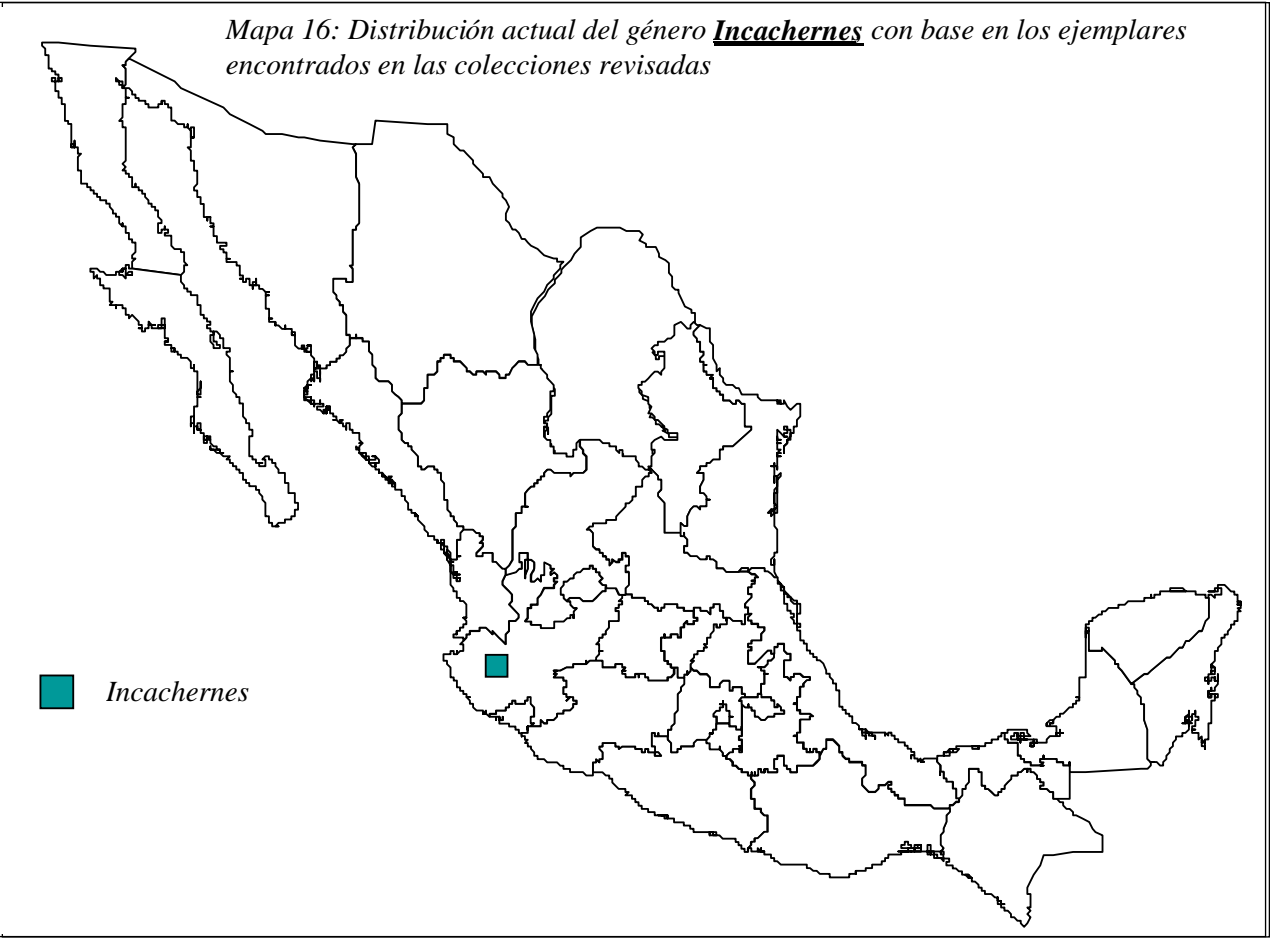 Mapa 16: Distribución actual del género Incachernes con base en los ejemplares
encontrados en las colecciones revisadas
Incachernes